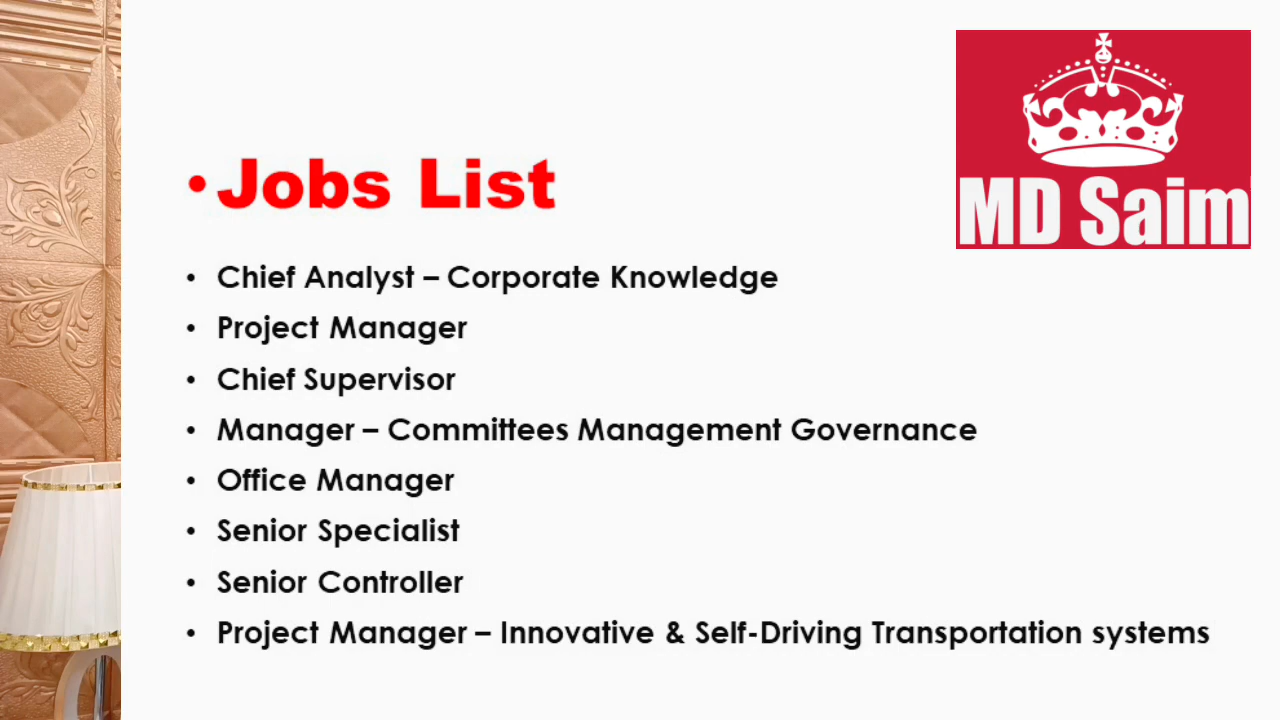 MD Saim
• Jobs List
• Chief Analyst – Corporate Knowledge
• Project Manager
• Chief Supervisor
• Manager – Committees Management Governance
• Office Manager
• Senior Specialist
• Senior Controller
• Project Manager – Innovative & Self-Driving Transportation systems